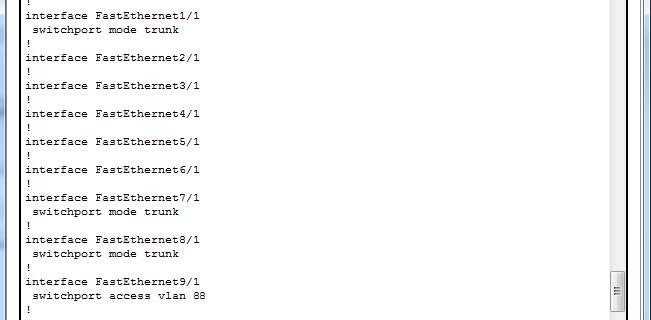 !
interface FastEthernet1/1
 switchport mode trunk
!
interface FastEthernet2/1
!
interface FastEthernet3/1
!
interface FastEthernet4/1
!
interface FastEthernet5/1
!
interface FastEthernet6/1
!
interface FastEthernet7/1
 switchport mode trunk
!
interface FastEthernet8/1
 switchport mode trunk
!
interface FastEthernet9/1
 switchport access vlan 88
!